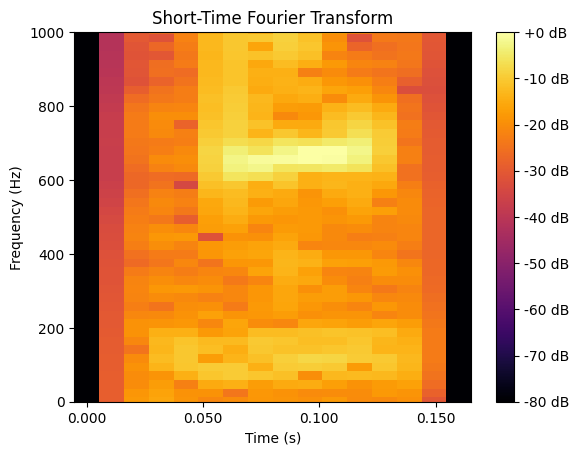 Short-Time Fourier Transform
1000
800
600
400
200
0
Frequency (Hz)
0.000
0.050
0.100
0.150
Time (s)
+0 dB
-10 dB
-20 dB
-30 dB
-40 dB
-50 dB
-60 dB
-70 dB
-80 dB